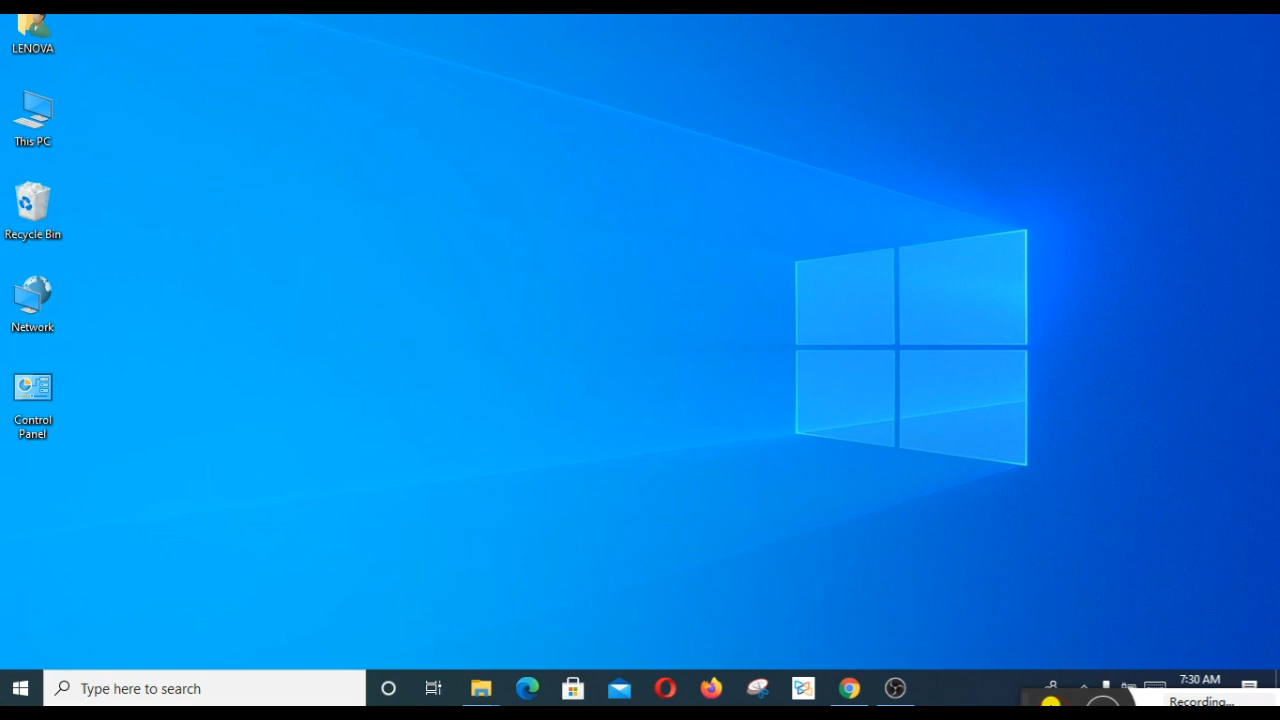 LENOVA
This PC
Recycle Bin
Network
Control
Panel
Type here to search
7:30 AM
Recording...